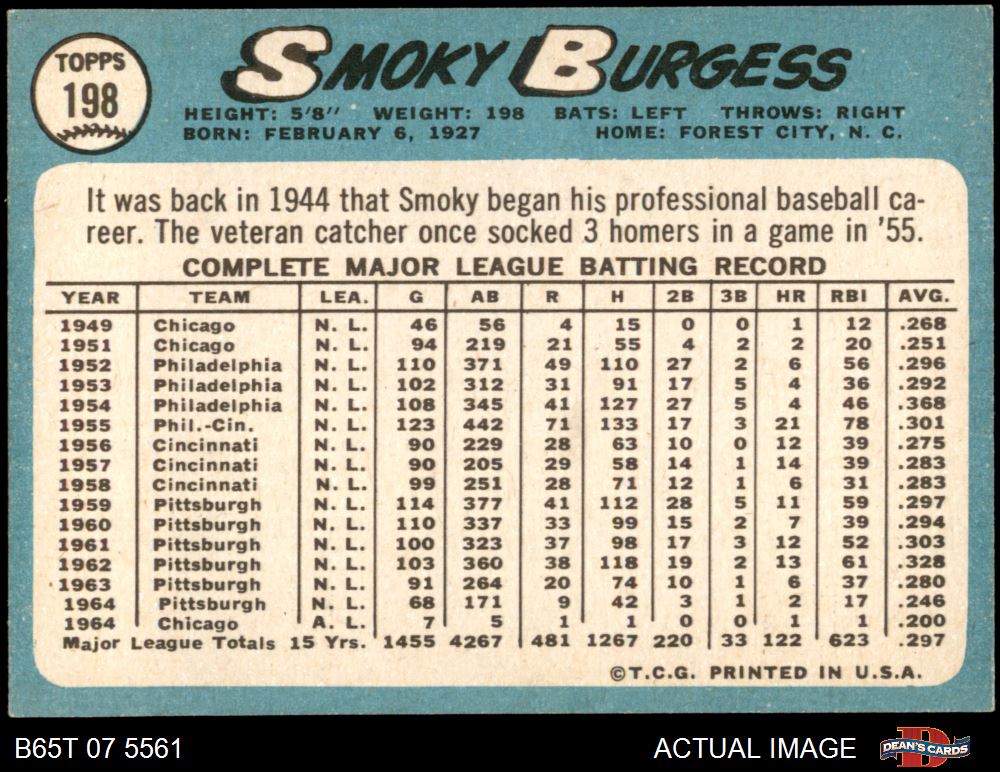 TOPPS
198
SMOKY BURGESS
HEIGHT: 5'8" WEIGHT: 198 BATS: LEFT THROWS: RIGHT
BORN: FEBRUARY 6, 1927 HOME: FOREST CITY, N. C.
It was back in 1944 that Smoky began his professional baseball ca-
reer. The veteran catcher once socked 3 homers in a game in '55.
COMPLETE MAJOR LEAGUE BATTING RECORD
YEAR TEAM LEA. G AB R H 2B 3B HR RBI AVG.
1949 Chicago N. L. 46 56 4 15 0 0 1 12 .268
1951 Chicago N. L. 94 219 21 55 4 2 2 20 .251
1952 Philadelphia N. L. 110 371 49 110 27 2 6 56 .296
1953 Philadelphia N. L. 102 312 31 91 17 5 4 36 .292
1954 Philadelphia N. L. 108 345 41 127 27 5 4 46 .368
1955 Phil.-Cin. N. L. 123 442 71 133 17 3 21 78 .301
1956 Cincinnati N. L. 90 229 28 63 10 0 12 39 .275
1957 Cincinnati N. L. 90 205 29 58 14 1 14 39 .283
1958 Cincinnati N. L. 99 251 28 71 12 1 6 31 .283
1959 Pittsburgh N. L. 114 377 41 112 28 5 11 59 .297
1960 Pittsburgh N. L. 110 337 33 99 15 2 7 39 .294
1961 Pittsburgh N. L. 100 323 37 98 17 3 12 52 .303
1962 Pittsburgh N. L. 103 360 38 118 19 2 13 61 .328
1963 Pittsburgh N. L. 91 264 20 74 10 1 6 37 .280
1964 Pittsburgh N. L. 68 171 9 42 3 1 2 17 .246
1964 Chicago A. L. 7 5 1 1 0 0 1 1 .200
Major League Totals 15 Yrs. 1455 4267 481 1267 220 33 122 623 .297
©T.C.G. PRINTED IN U.S.A.
B65T 07 5561 ACTUAL IMAGE DEAN'S CARDS